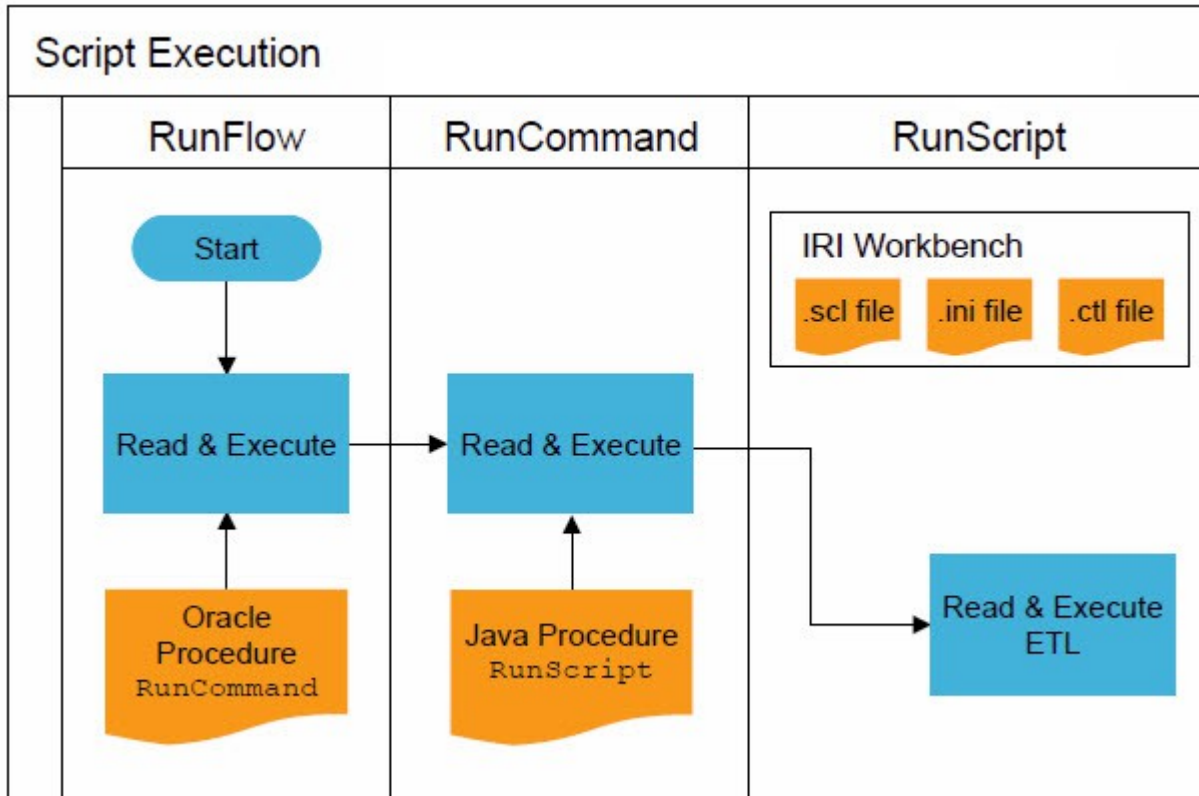 Script Execution
RunFlow
RunCommand
RunScript
Start
IRI Workbench
.scl file
.ini file
.ctl file
Read & Execute
Read & Execute
Oracle
Procedure
RunCommand
Java Procedure
RunScript
Read & Execute
ETL